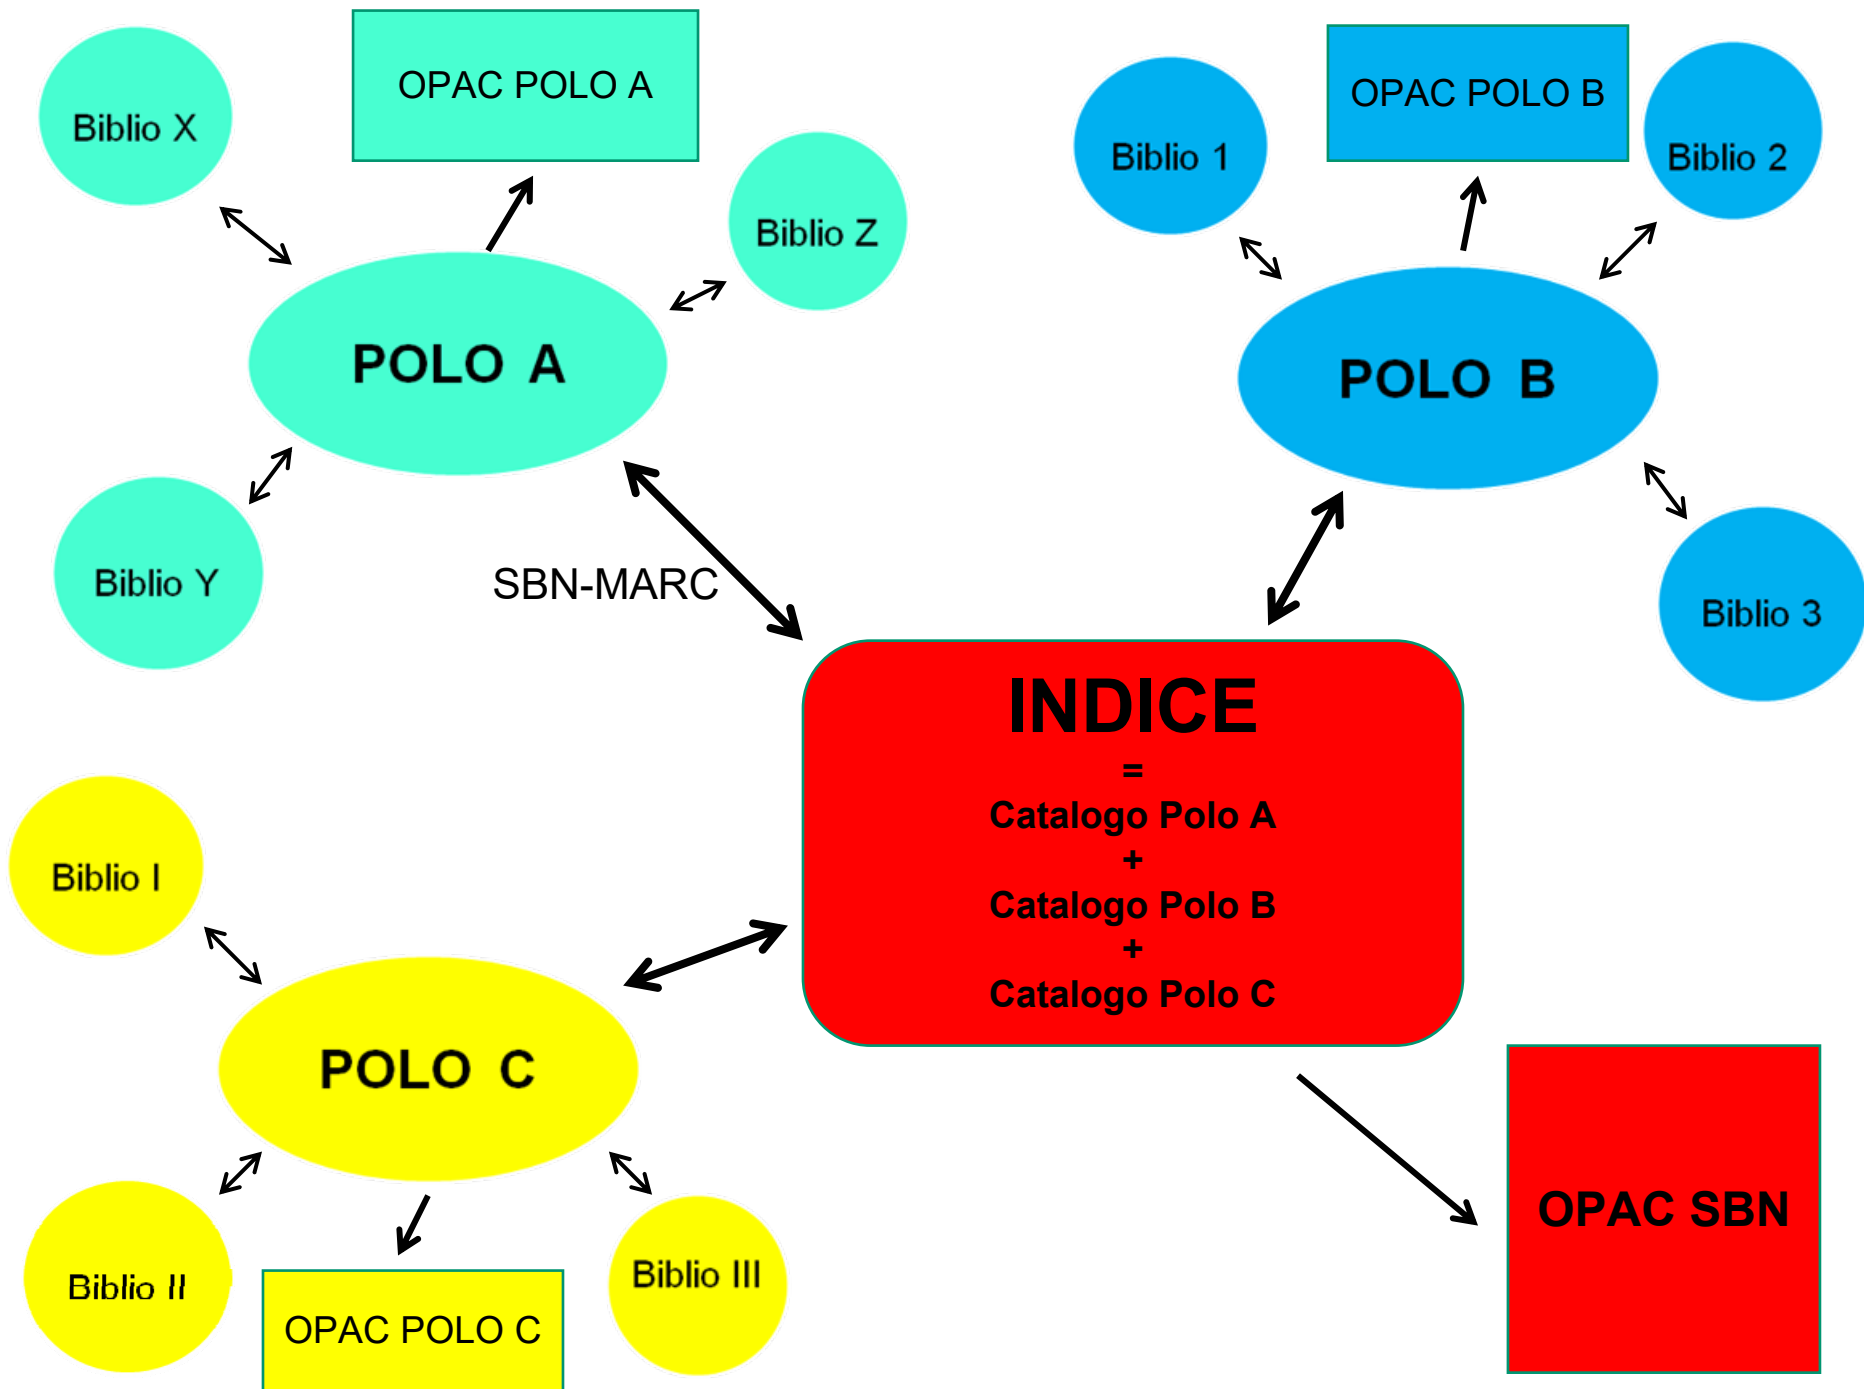 OPAC POLO A
Biblio X
Biblio Z
POLO A
Biblio Y
SBN-MARC
OPAC POLO B
Biblio 1
Biblio 2
POLO B
Biblio 3
INDICE
=
Catalogo Polo A
+
Catalogo Polo B
+
Catalogo Polo C
Biblio I
POLO C
Biblio II
Biblio III
OPAC POLO C
OPAC SBN